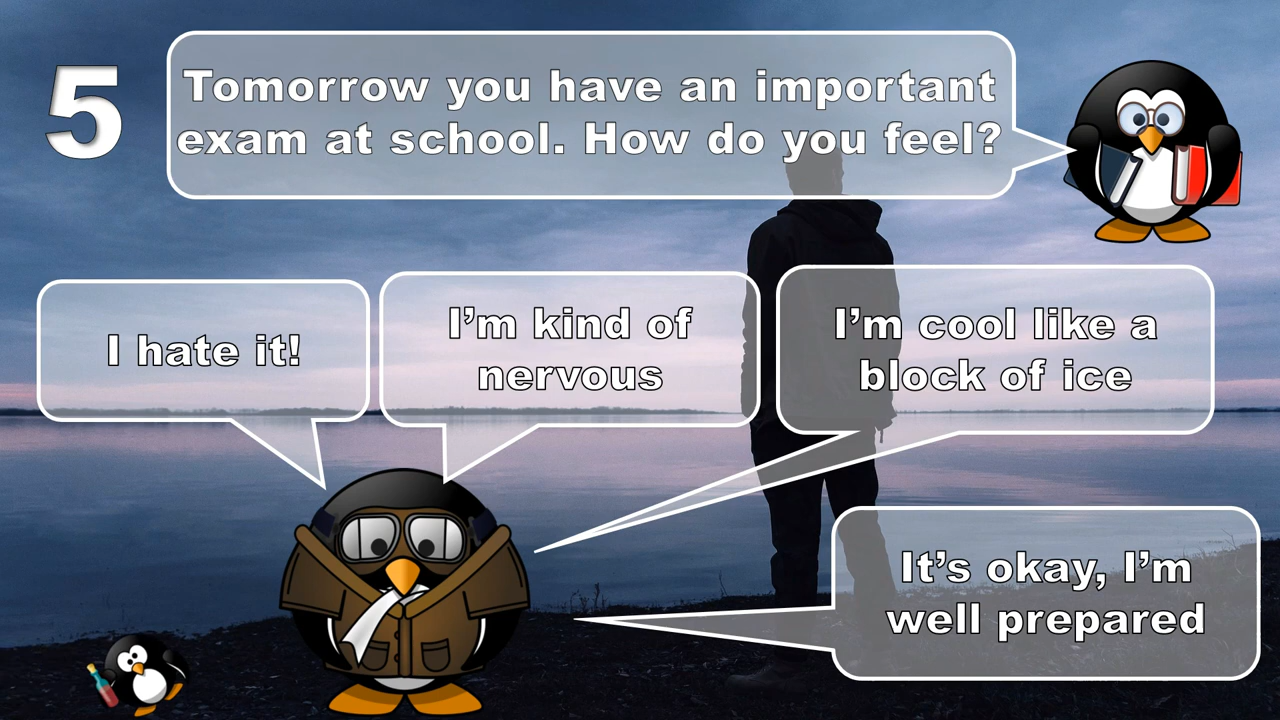 5
Tomorrow you have an important
exam at school. How do you feel?
I hate it!
I’m kind of
nervous
I’m cool like a
block of ice
It’s okay, I’m
well prepared